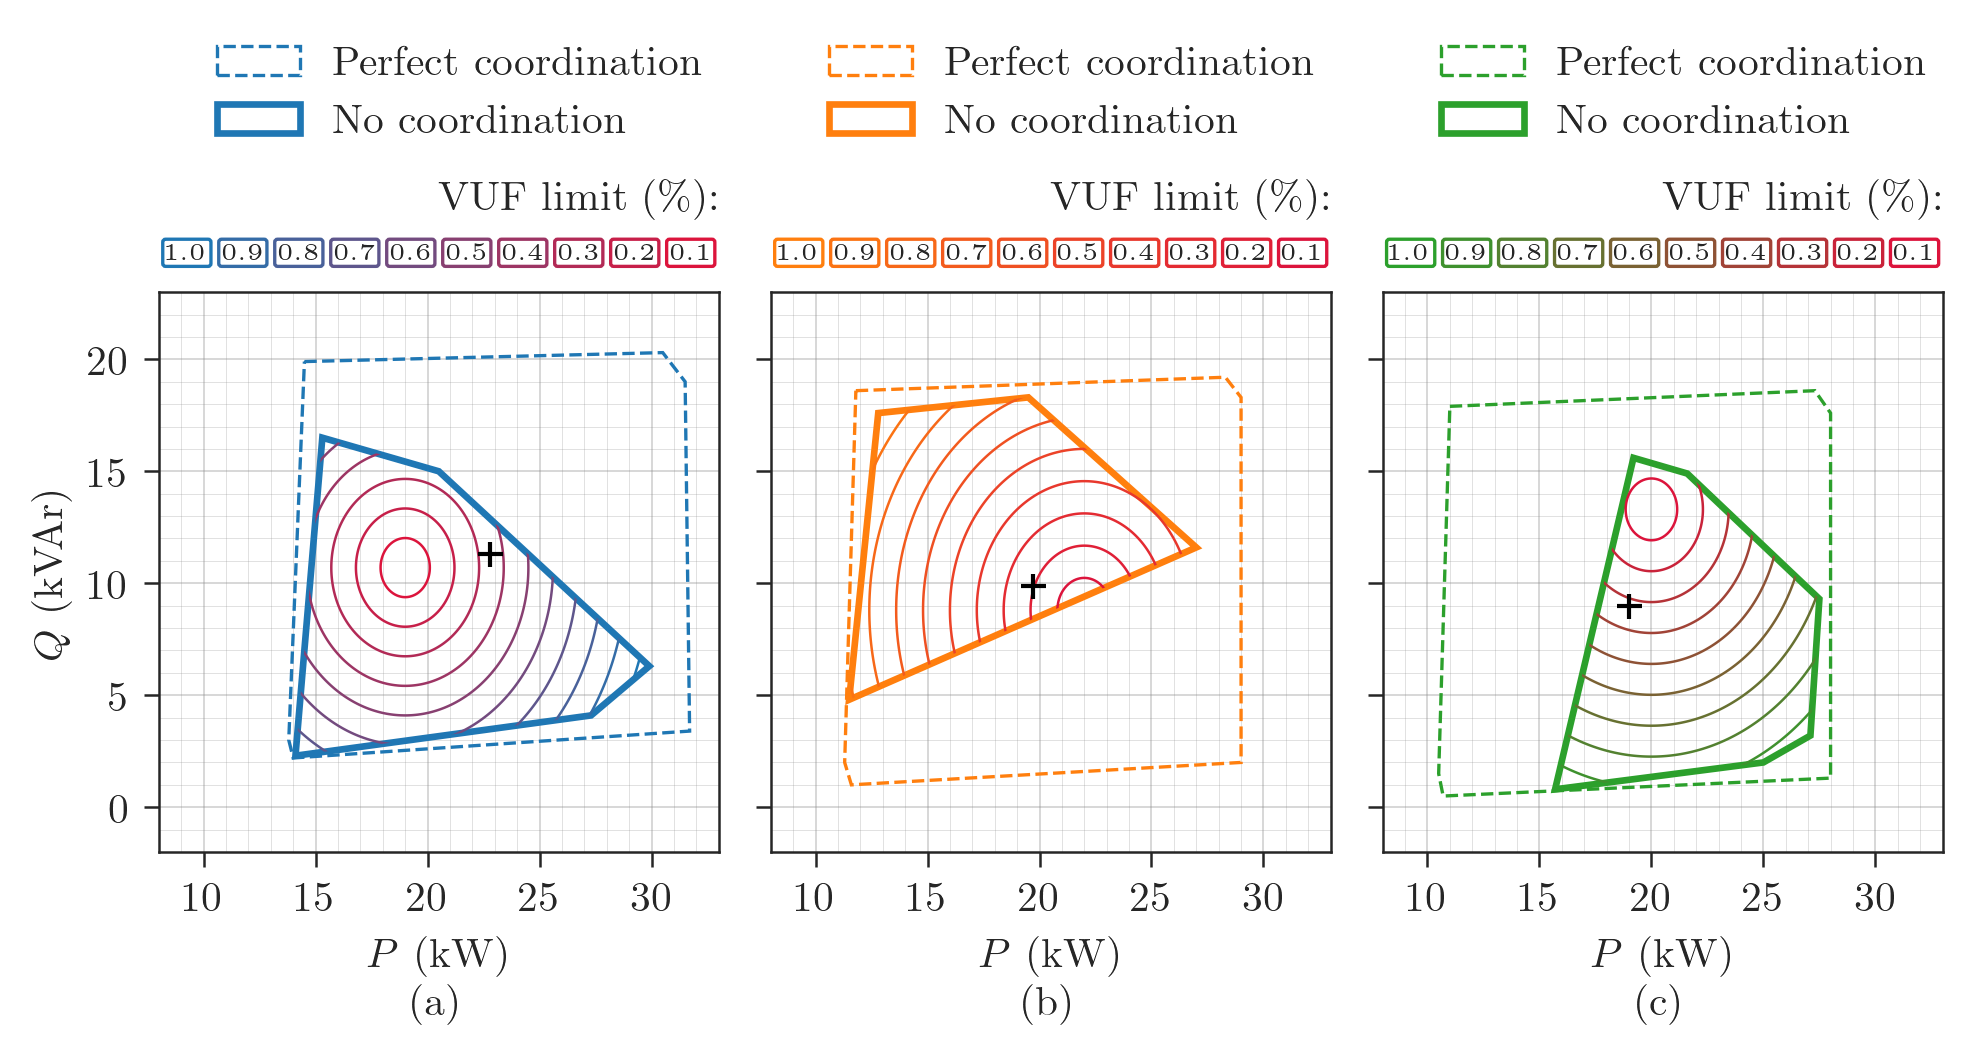 Perfect coordination Perfect coordination Perfect coordination
No coordination No coordination No coordination
VUF limit (%): VUF limit (%): VUF limit (%):
1.0 0.9 0.8 0.7 0.6 0.5 0.4 0.3 0.2 0.1 1.0 0.9 0.8 0.7 0.6 0.5 0.4 0.3 0.2 0.1 1.0 0.9 0.8 0.7 0.6 0.5 0.4 0.3 0.2 0.1
20
15
10
5
0
Q (kVAr)
10 15 20 25 30 10 15 20 25 30 10 15 20 25 30
P (kW) P (kW) P (kW)
(a) (b) (c)